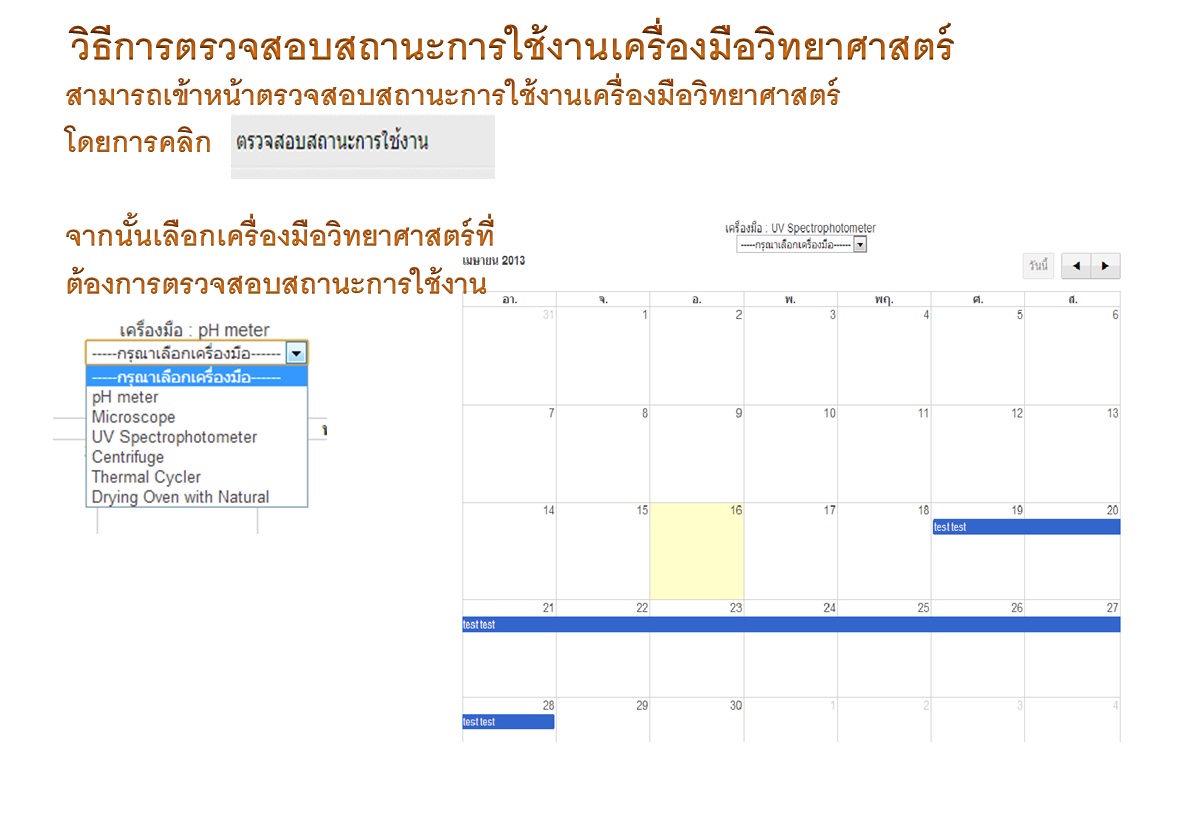 วิธีการตรวจสอบสถานะการใช้งานเครื่องมือวิทยาศาสตร์
สามารถเข้าหน้าตรวจสอบสถานะการใช้งานเครื่องมือวิทยาศาสตร์
โดยการคลิก ตรวจสอบสถานะการใช้งาน
จากนั้นเลือกเครื่องมือวิทยาศาสตร์ที่
ต้องการตรวจสอบสถานะการใช้งาน
เครื่องมือ : pH meter
-----กรุณาเลือกเครื่องมือ------
-----กรุณาเลือกเครื่องมือ------
pH meter
Microscope
UV Spectrophotometer
Centrifuge
Thermal Cycler
Drying Oven with Natural
เครื่องมือ : UV Spectrophotometer
-----กรุณาเลือกเครื่องมือ------
เมษายน 2013
วันนี้
อา. จ. อ. พ. พฤ. ศ. ส.
31 1 2 3 4 5 6
7 8 9 10 11 12 13
14 15 16 17 18 19 20
test test
21 22 23 24 25 26 27
test test
28 29 30 1 2 3 4
test test